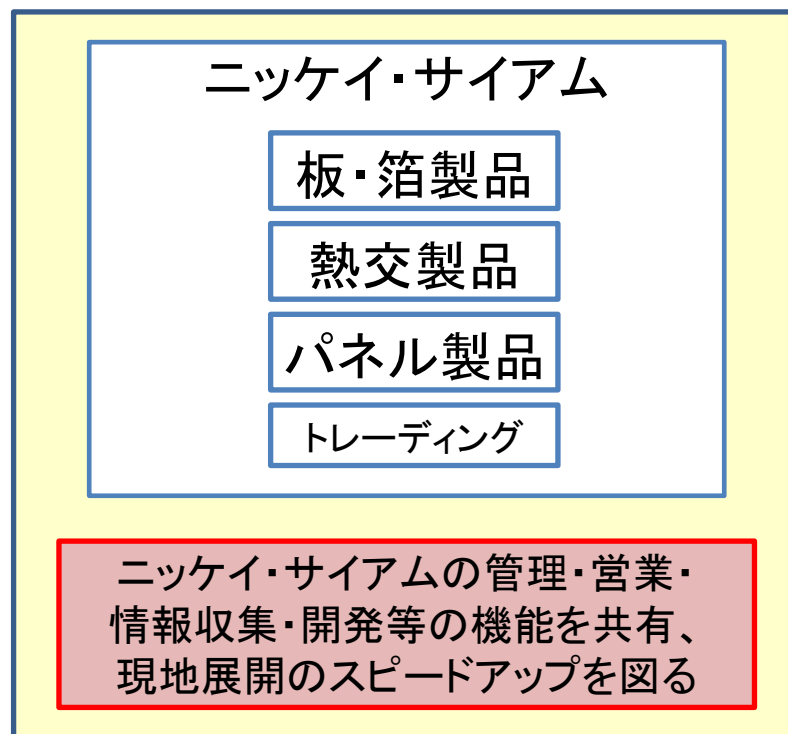 ニッケイ・サイアム
板・箔製品
熱交製品
パネル製品
トレーディング
ニッケイ・サイアムの管理・営業・
情報収集・開発等の機能を共有、
現地展開のスピードアップを図る